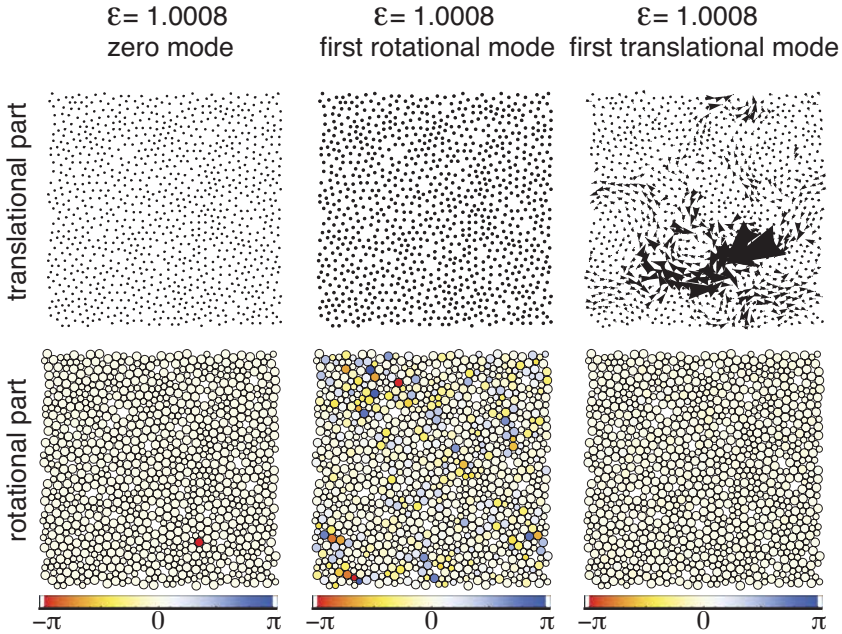 ε= 1.0008 ε= 1.0008 ε= 1.0008
zero mode first rotational mode first translational mode
translational part
rotational part
−π 0 π −π 0 π −π 0 π